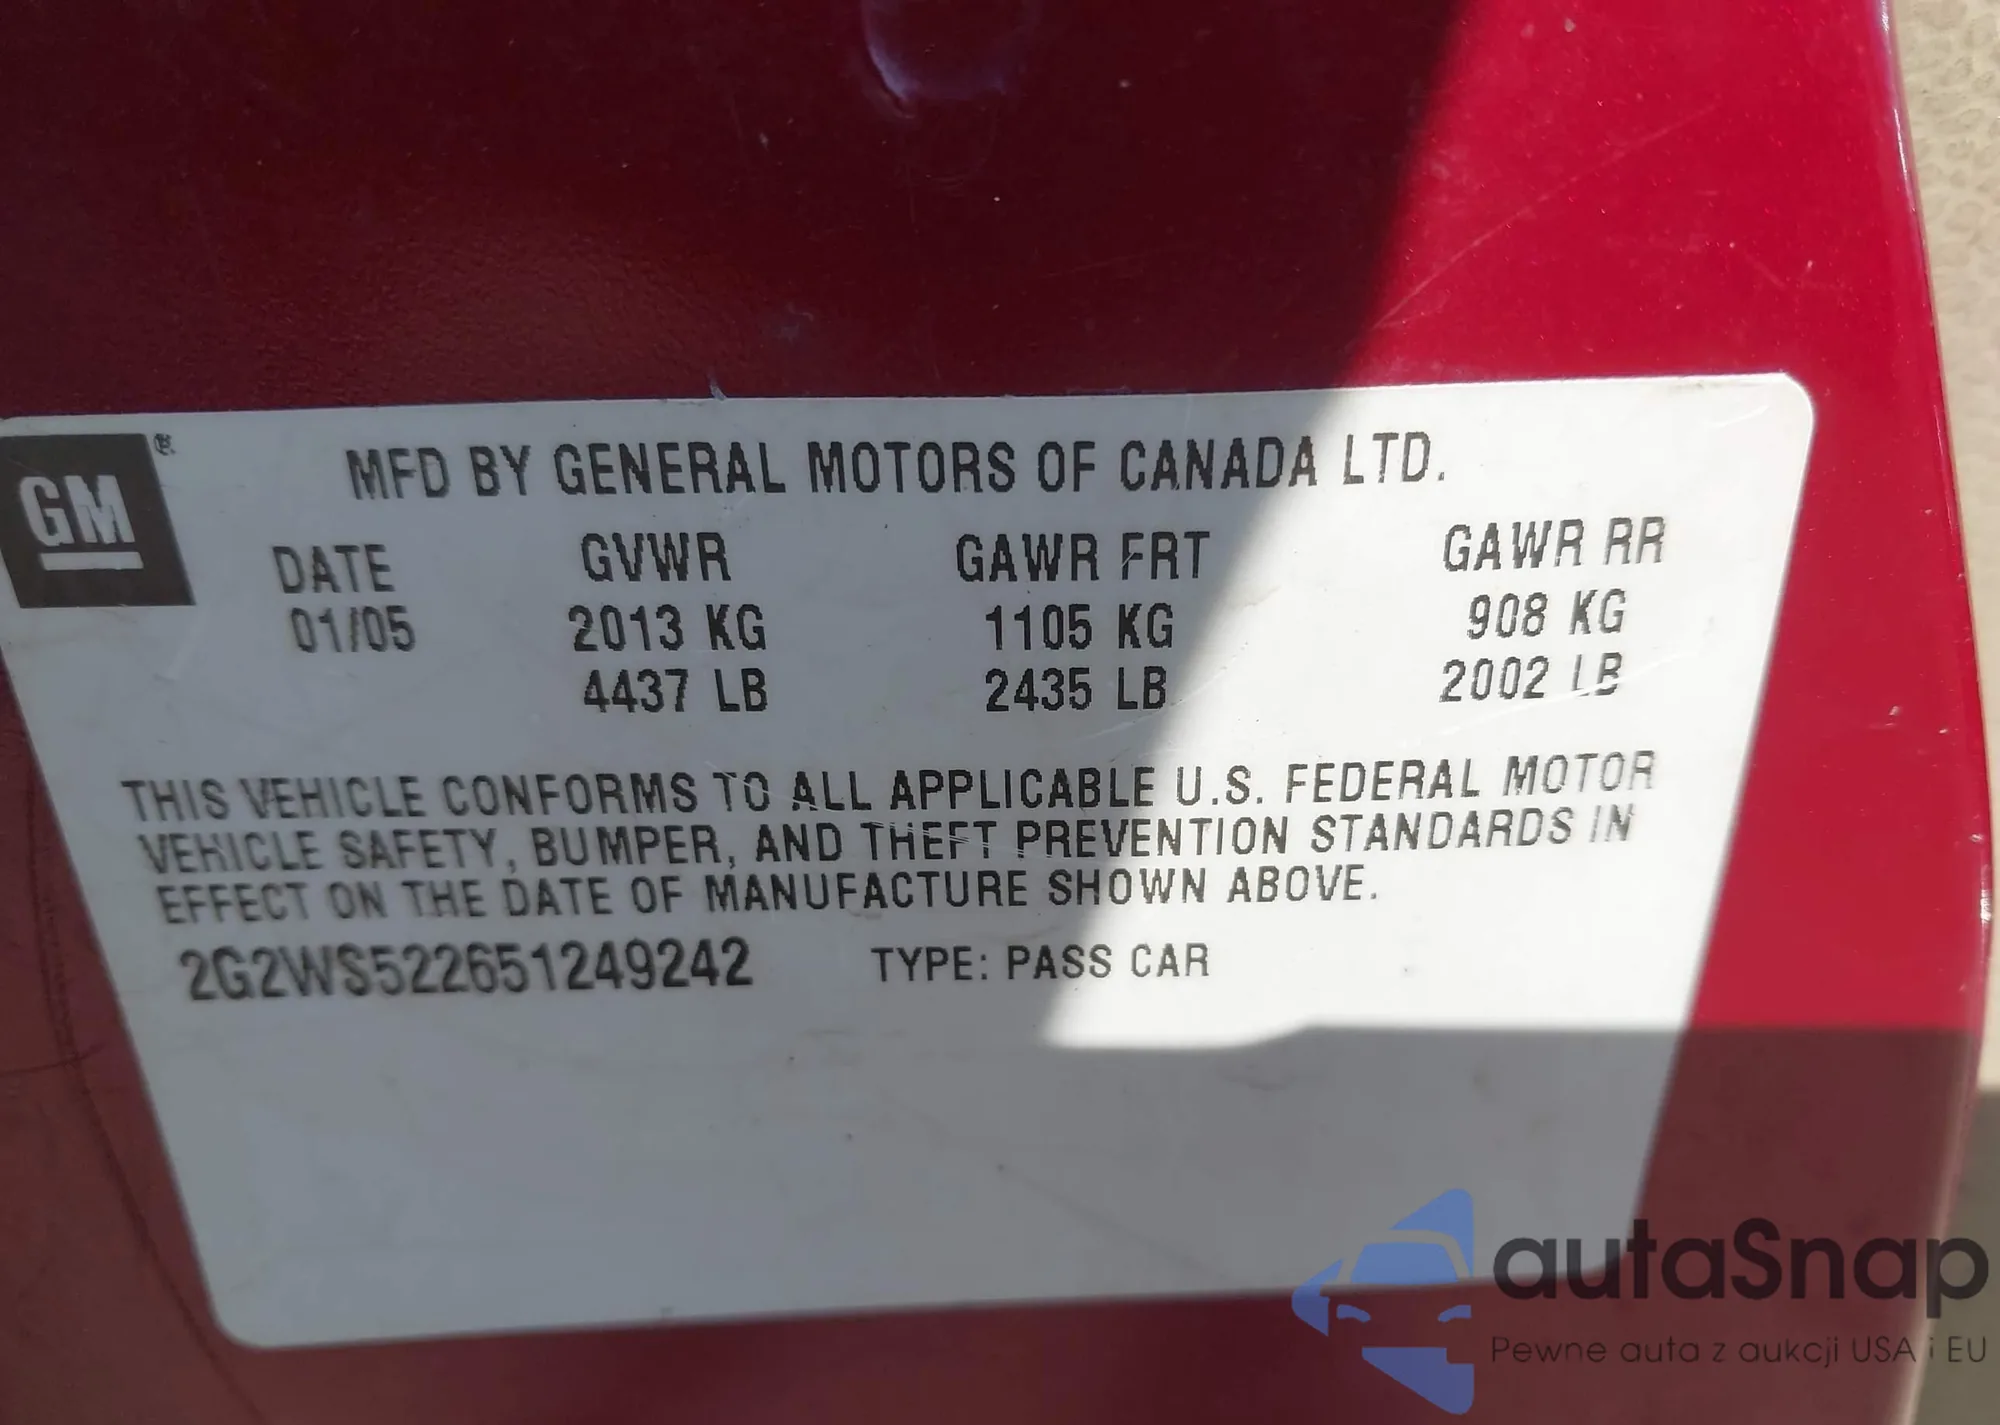 GM ®
MFD BY GENERAL MOTORS OF CANADA LTD.
DATE GVWR GAWR FRT GAWR RR
01/05 2013 KG 1105 KG 908 KG
4437 LB 2435 LB 2002 LB
THIS VEHICLE CONFORMS TO ALL APPLICABLE U.S. FEDERAL MOTOR
VEHICLE SAFETY, BUMPER, AND THEFT PREVENTION STANDARDS IN
EFFECT ON THE DATE OF MANUFACTURE SHOWN ABOVE.
2G2WS522651249242 TYPE: PASS CAR
autaSnap
Pewne auta z aukcji USA i EU